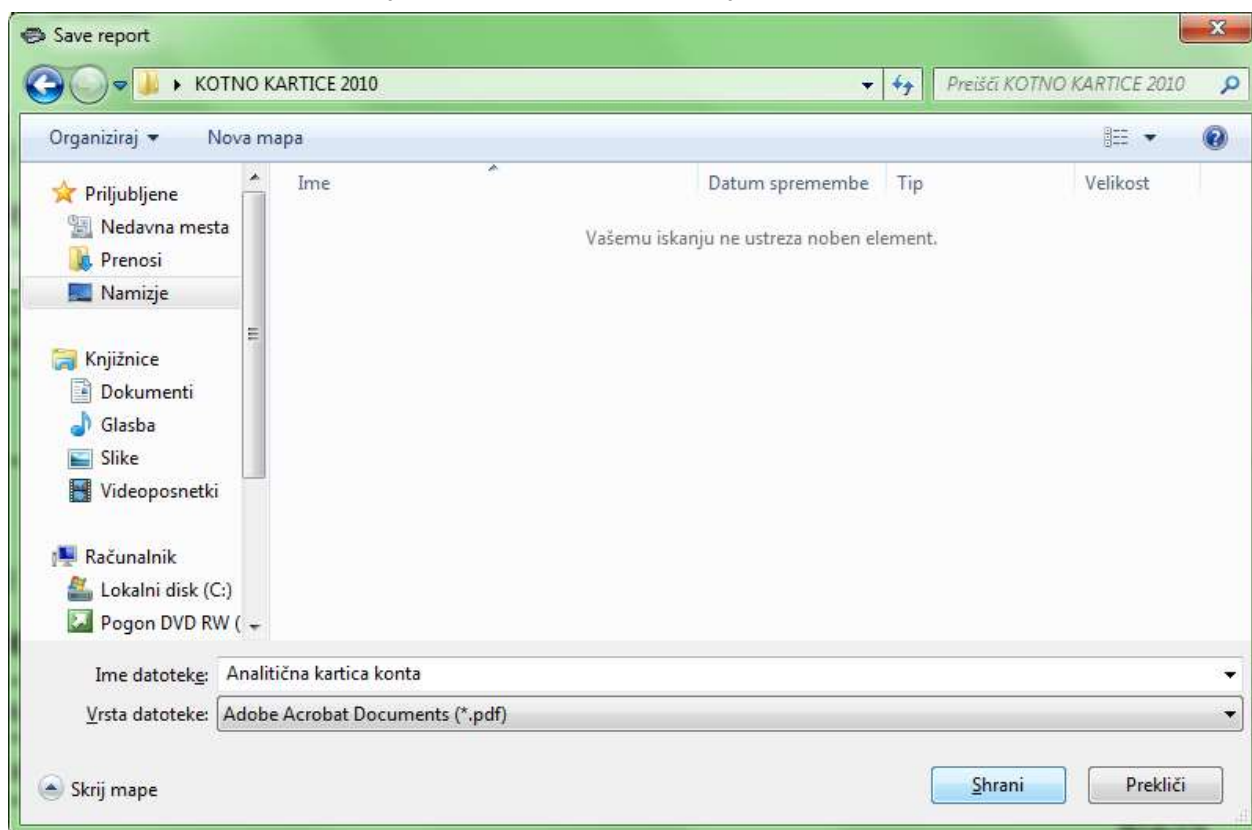 Save report
KOTNO KARTICE 2010
Preišči KOTNO KARTICE 2010
Organiziraj
Nova mapa
Ime
Datum spremembe
Tip
Velikost
Vašemu iskanju ne ustreza noben element.
Priljubljene
Nedavna mesta
Prenosi
Namizje
Knjižnice
Dokumenti
Glasba
Slike
Videoposnetki
Računalnik
Lokalni disk (C:)
Pogon DVD RW (
Ime datoteke: Analitična kartica konta
Vrsta datoteke: Adobe Acrobat Documents (*.pdf)
Skrij mape
Shrani
Prekliči